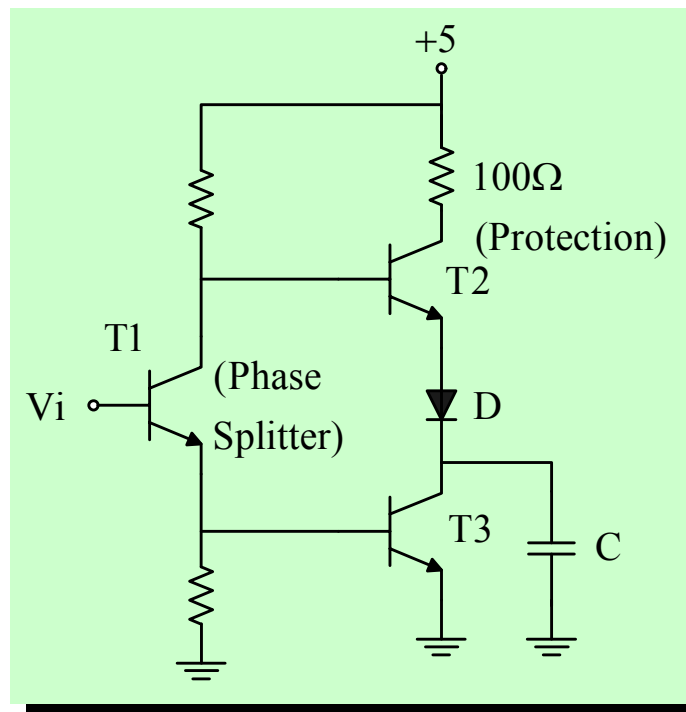 +5
100Ω
(Protection)
T2
T1
(Phase
Splitter)
Vi
D
T3
C